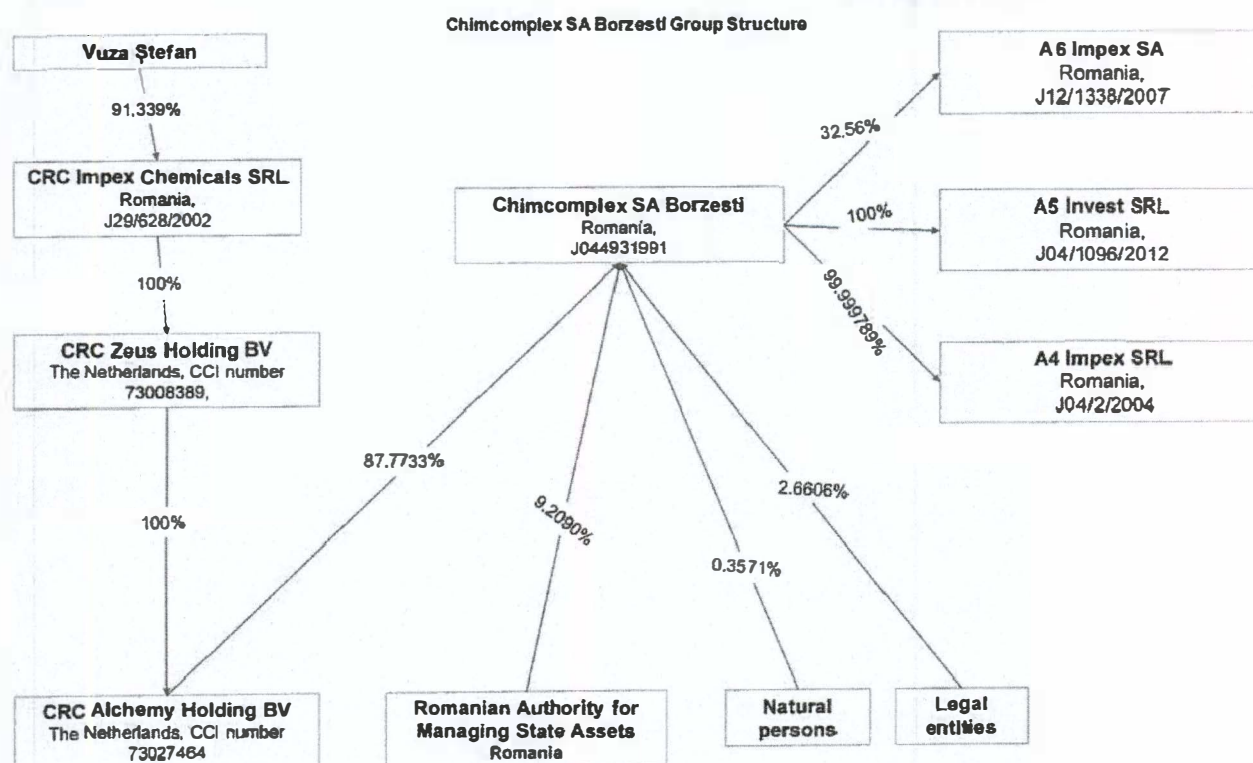 Chimcomplex SA Borzesti Group Structure
Vuza Ștefan
91.339%
CRC Impex Chemicals SRL
Romania,
J29/628/2002
100%
CRC Zeus Holding BV
The Netherlands, CCI number
73008389,
100%
CRC Alchemy Holding BV
The Netherlands, CCI number
73027464
Chimcomplex SA Borzesti
Romania,
J044931991
87.7733%
9.2090%
0.3571%
2.6606%
Romanian Authority for
Managing State Assets
Romania
Natural
persons
Legal
entities
32.56%
100%
99.999789%
A6 Impex SA
Romania,
J12/1338/2007
A5 Invest SRL
Romania,
J04/1096/2012
A4 Impex SRL
Romania,
J04/2/2004